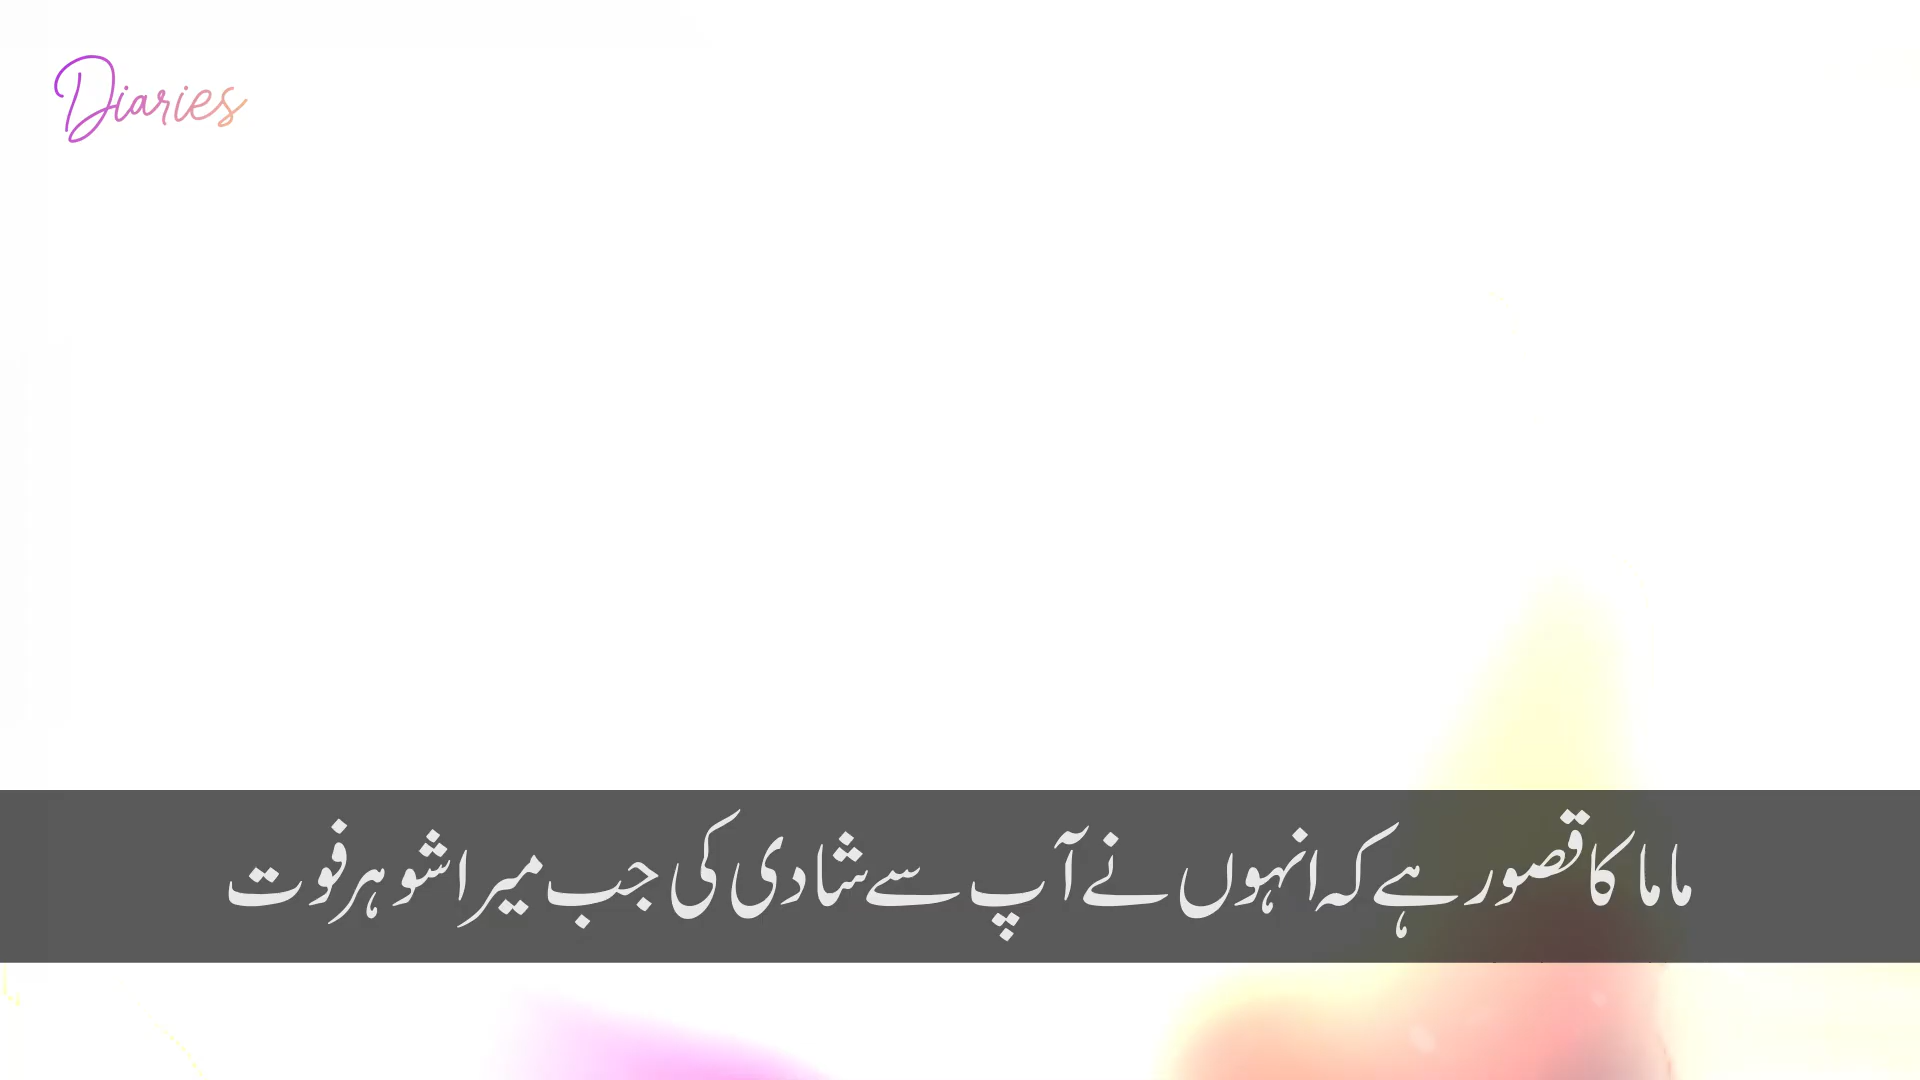 Diaries
ماما کا قصور ہے کہ انہوں نے آپ سے شادی کی جب میرا شوہر فوت